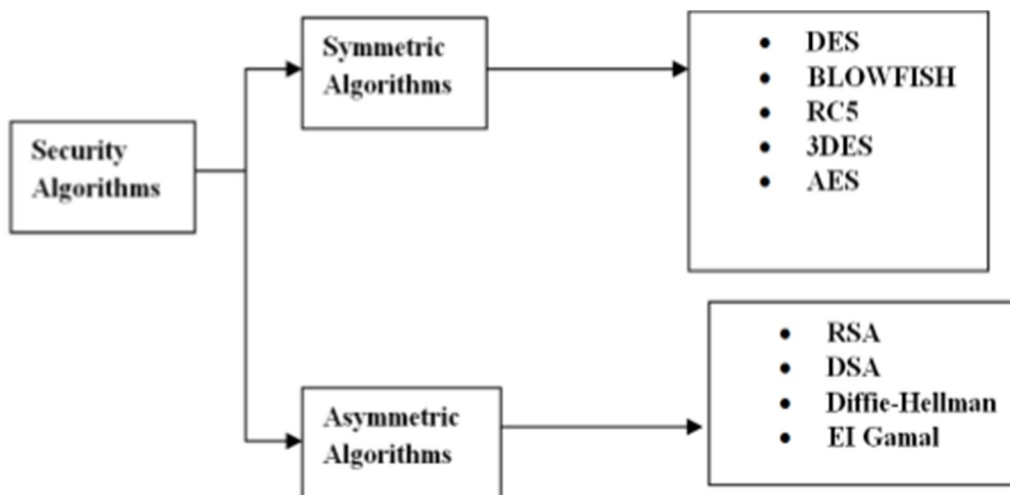 Security
Algorithms
Symmetric
Algorithms
• DES
• BLOWFISH
• RC5
• 3DES
• AES
Asymmetric
Algorithms
• RSA
• DSA
• Diffie-Hellman
• EI Gamal